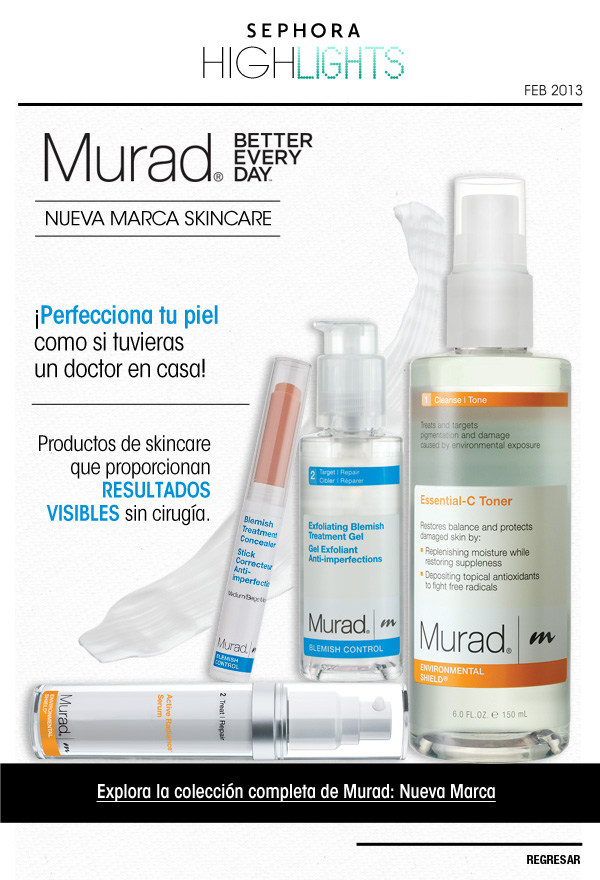 SEPHORA
HIGHLIGHTS
FEB 2013
Murad® BETTER
EVERY
DAY™
NUEVA MARCA SKINCARE
¡Perfecciona tu piel
como si tuvieras
un doctor en casa!
Productos de skincare
que proporcionan
RESULTADOS
VISIBLES sin cirugía.
Blemish
Treatment
Concealer
Stick
Correcteur
Anti-
imperfections
Murad®
BLEMISH
CONTROL
2 Target | Repair
Cibler | Réparer
Exfoliating Blemish
Treatment Gel
Gel Exfoliant
Anti-imperfections
Murad® m
BLEMISH CONTROL
1 Cleanse | Tone
Treats and targets
pigmentation and damage
caused by environmental exposure
Essential-C Toner
Restores balance and protects
damaged skin by:
Replenishing moisture while
restoring suppleness
Depositing topical antioxidants
to fight free radicals
Murad® m
ENVIRONMENTAL
SHIELD®
6.0 FL.OZ. e 150 mL
2 Treat | Repair
Active Radiance
Serum
Murad® m
ENVIRONMENTAL
SHIELD®
Explora la colección completa de Murad: Nueva Marca
REGRESAR